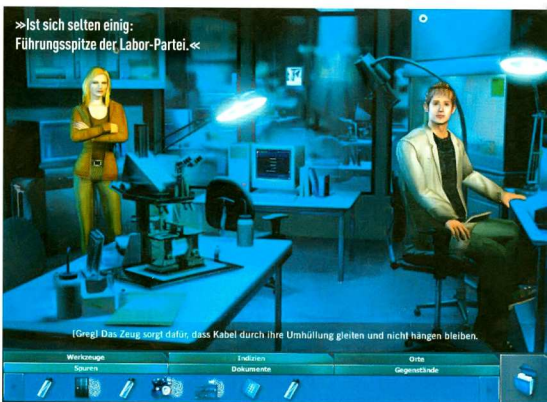 »Ist sich selten einig:
Führungsspitze der Labor-Partei.«
[Greg] Das Zeug sorgt dafür, dass Kabel durch ihre Umhüllung gleiten und nicht hängen bleiben.
Werkzeuge Indizien Orte
Spuren Dokumente Gegenstände